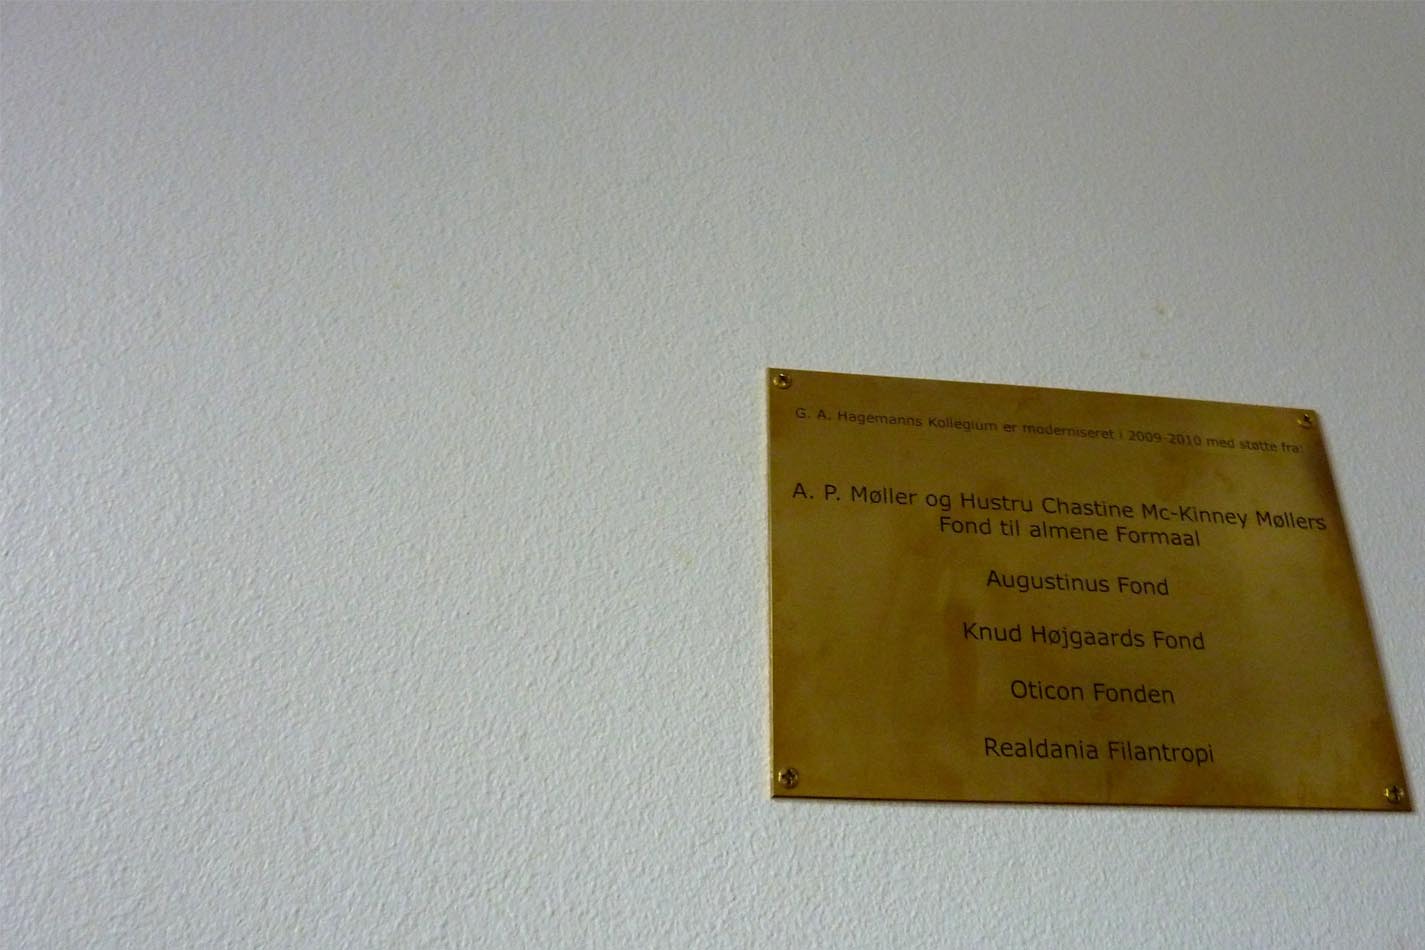 G. A. Hagemanns Kollegium er moderniseret i 2009-2010 med støtte fra:
A. P. Møller og Hustru Chastine Mc-Kinney Møllers
Fond til almene Formaal
Augustinus Fond
Knud Højgaards Fond
Oticon Fonden
Realdania Filantropi